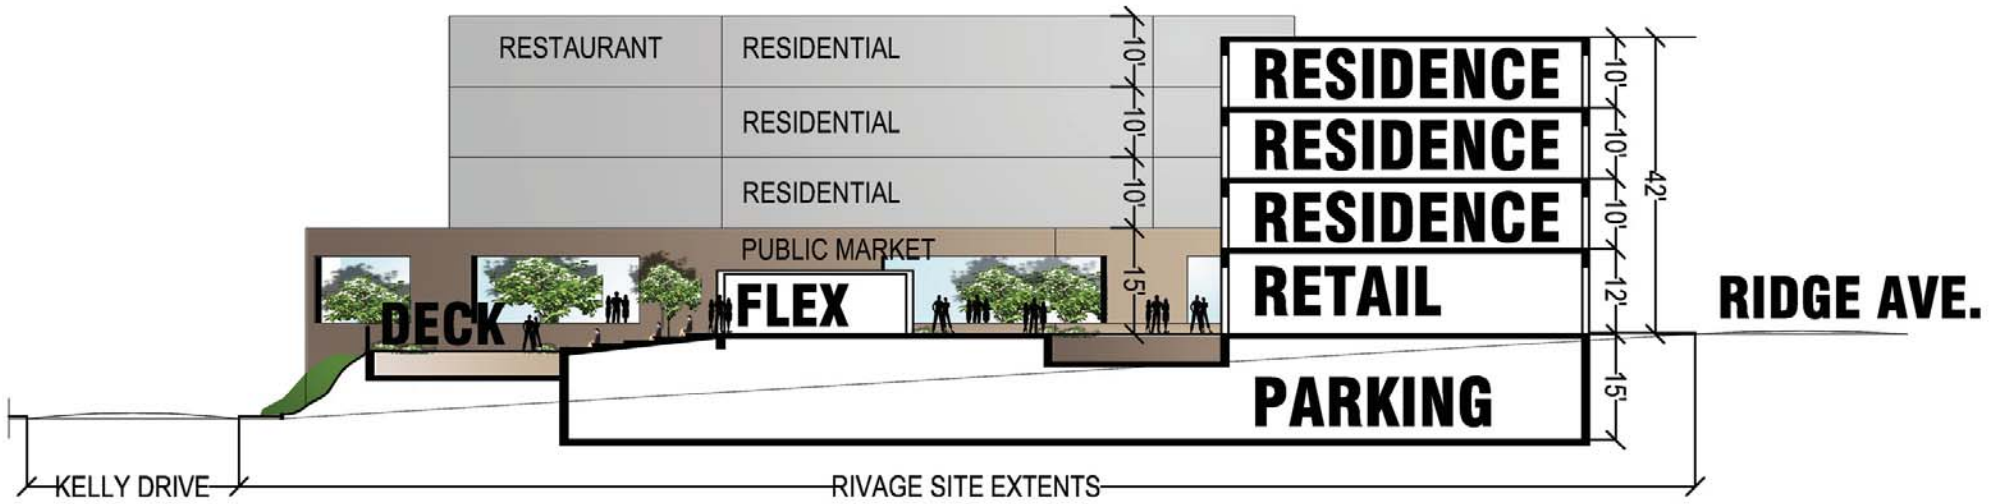 RESTAURANT
RESIDENTIAL
10'
RESIDENCE
10'
RESIDENTIAL
10'
RESIDENCE
10'
42'
RESIDENTIAL
10'
RESIDENCE
10'
PUBLIC MARKET
15'
DECK
FLEX
RETAIL
12'
RIDGE AVE.
PARKING
15'
KELLY DRIVE
RIVAGE SITE EXTENTS